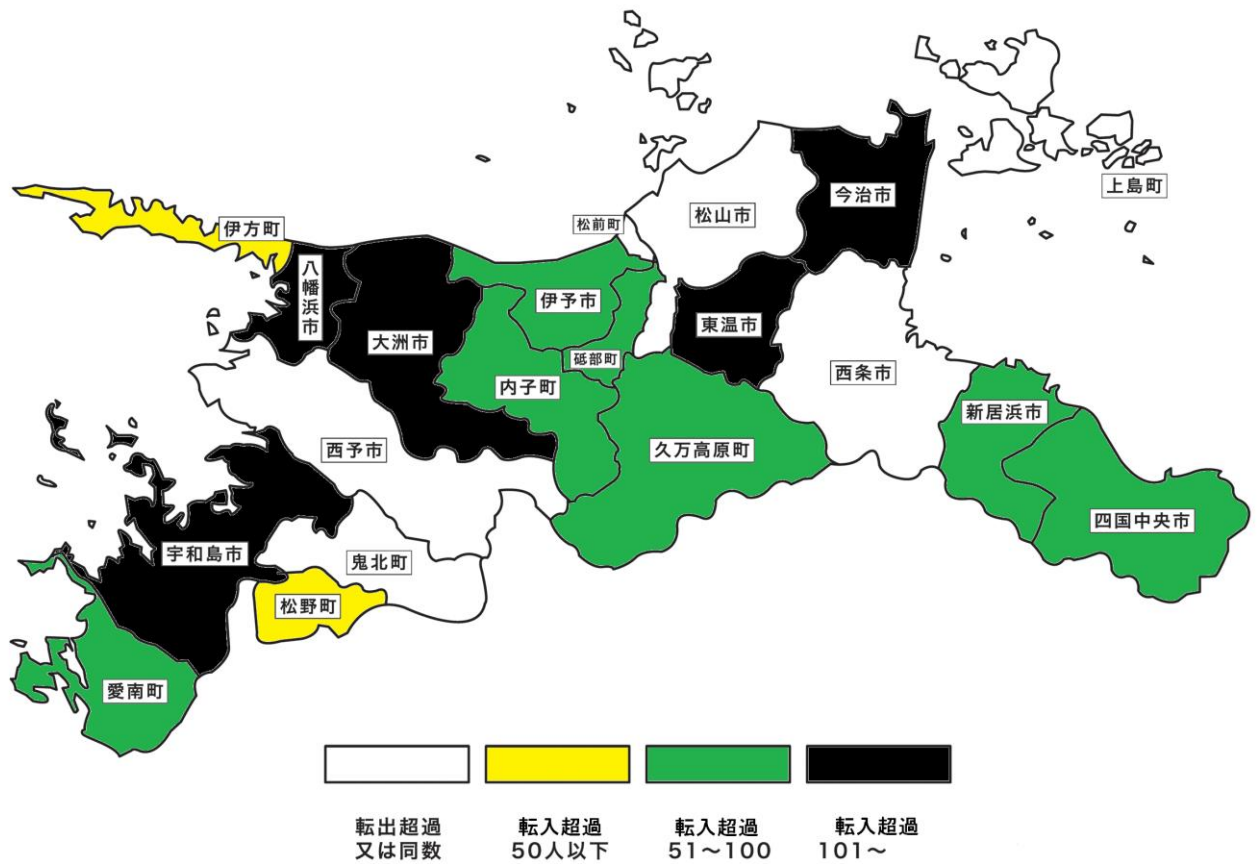 上島町
今治市
松山市
松前町
伊方町
八幡浜市
伊予市
東温市
大洲市
砥部町
西条市
内子町
新居浜市
西予市
久万高原町
四国中央市
宇和島市
鬼北町
松野町
愛南町
転出超過
又は同数
転入超過
50人以下
転入超過
51〜100
転入超過
101〜